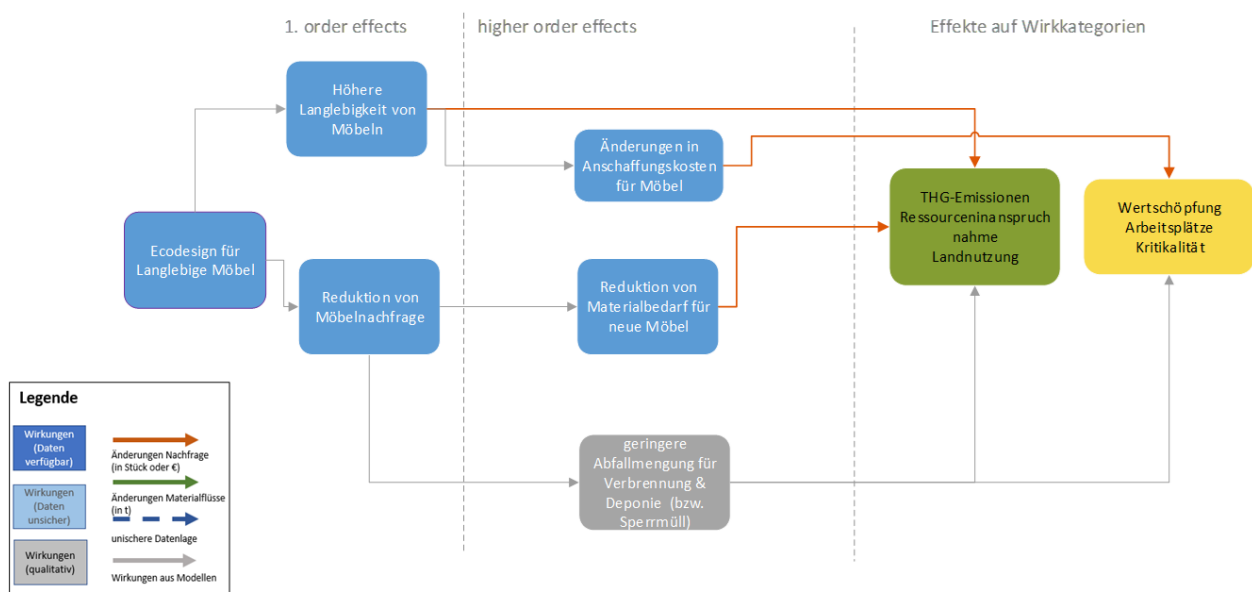 1. order effects
higher order effects
Effekte auf Wirkkategorien
Höhere
Langlebigkeit von
Möbeln
Änderungen in
Anschaffungskosten
für Möbel
THG-Emissionen
Ressourceninanspruch
nahme
Landnutzung
Wertschöpfung
Arbeitsplätze
Kritikalität
Ecodesign für
Langlebige Möbel
Reduktion von
Möbelnachfrage
Reduktion von
Materialbedarf für
neue Möbel
geringere
Abfallmengung für
Verbrennung &
Deponie (bzw.
Sperrmüll)
Legende
Wirkungen
(Daten
verfügbar)
Änderungen Nachfrage
(in Stück oder €)
Wirkungen
(Daten
unsicher)
Änderungen Materialflüsse
(in t)
unischere Datenlage
Wirkungen
(qualitativ)
Wirkungen aus Modellen